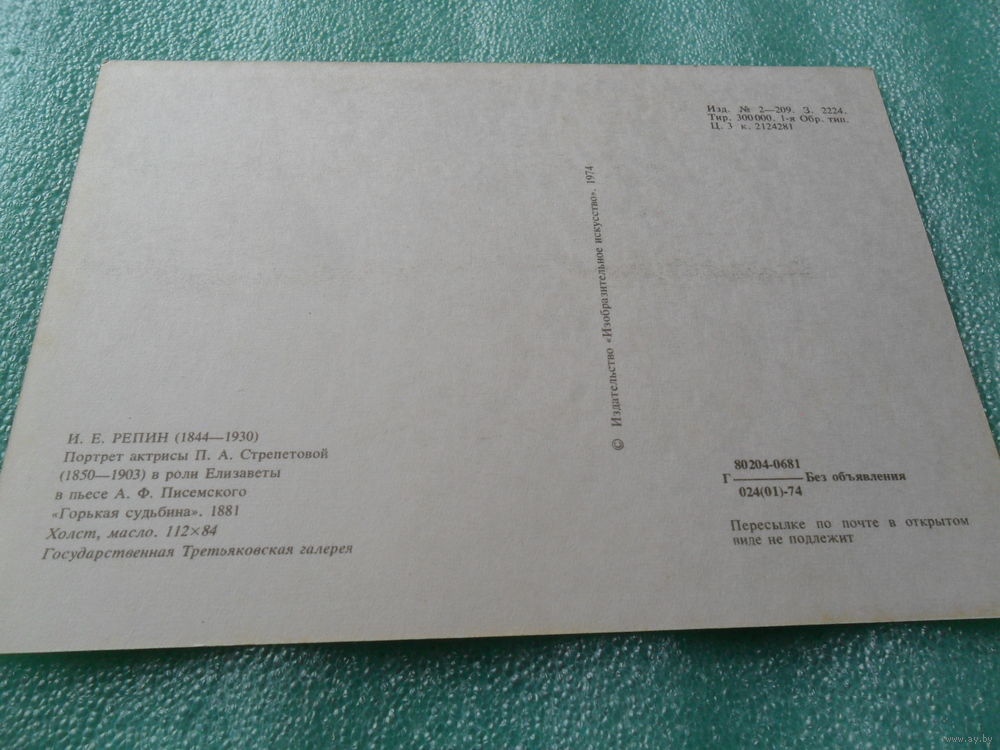 Изд. № 2—209. З. 2224.
Тир. 300 000. 1-я Обр. тип.
Ц. 3 к. 2124281
© Издательство «Изобразительное искусство». 1974
И. Е. РЕПИН (1844—1930)
Портрет актрисы П. А. Стрепетовой
(1850—1903) в роли Елизаветы
в пьесе А. Ф. Писемского
«Горькая судьбина». 1881
Холст, масло. 112×84
Государственная Третьяковская галерея
80204-0681
Г———Без объявления
024(01)-74
Пересылке по почте в открытом
виде не подлежит
www.ay.by